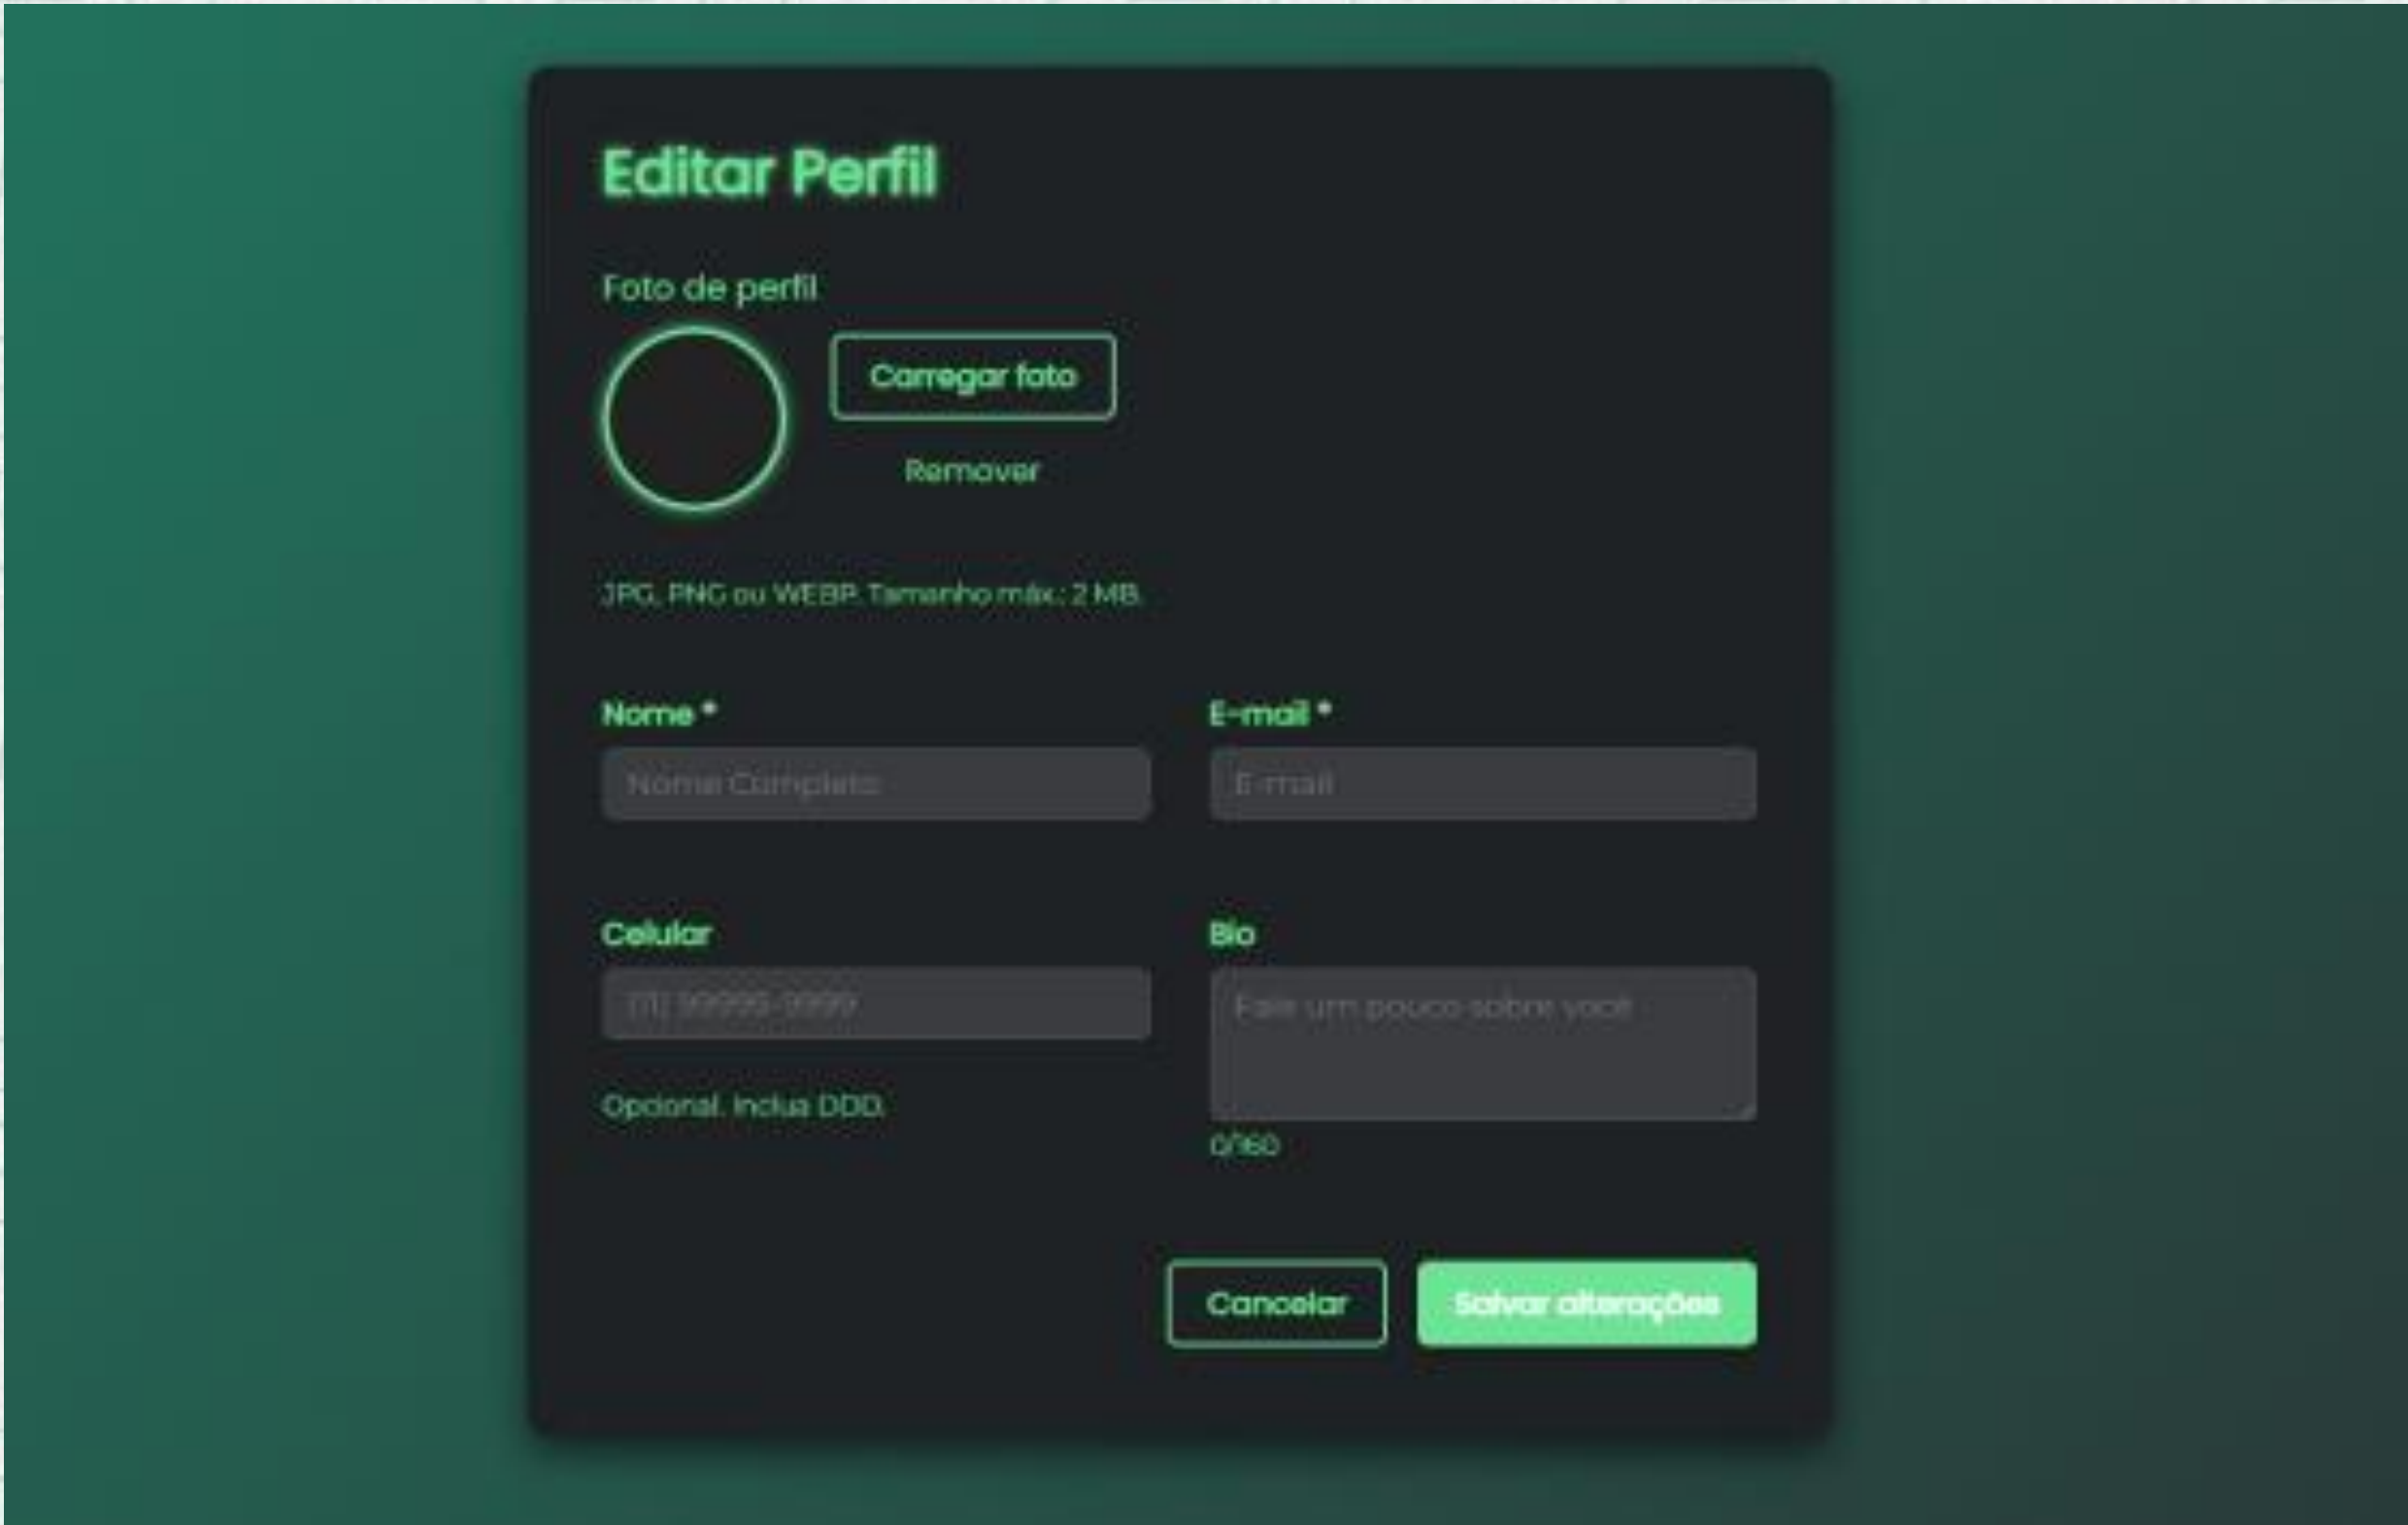 Editar Perfil
Foto de perfil
Carregar foto
Remover
JPG, PNG ou WEBP. Tamanho máx.: 2 MB.
Nome *
E-mail *
Nome Completo
E-mail
Celular
Bio
(11) 99999-9999
Fale um pouco sobre você
Opcional. Inclua DDD.
0/160
Cancelar
Salvar alterações